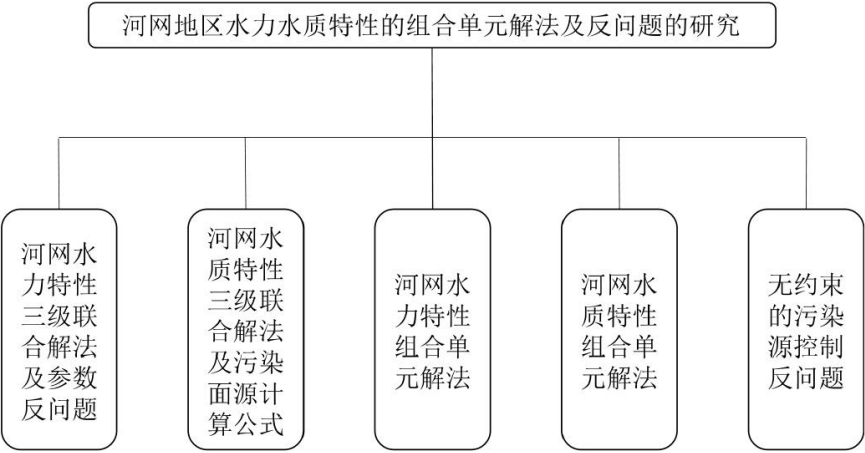 河网地区水力水质特性的组合单元解法及反问题的研究
河网水
力特性
三级联
合解法
及参数
反问题
河网水
质特性
三级联
合解法
及污染
面源计
算公式
河网水
力特性
组合单
元解法
河网水
质特性
组合单
元解法
无约束
的污染
源控制
反问题